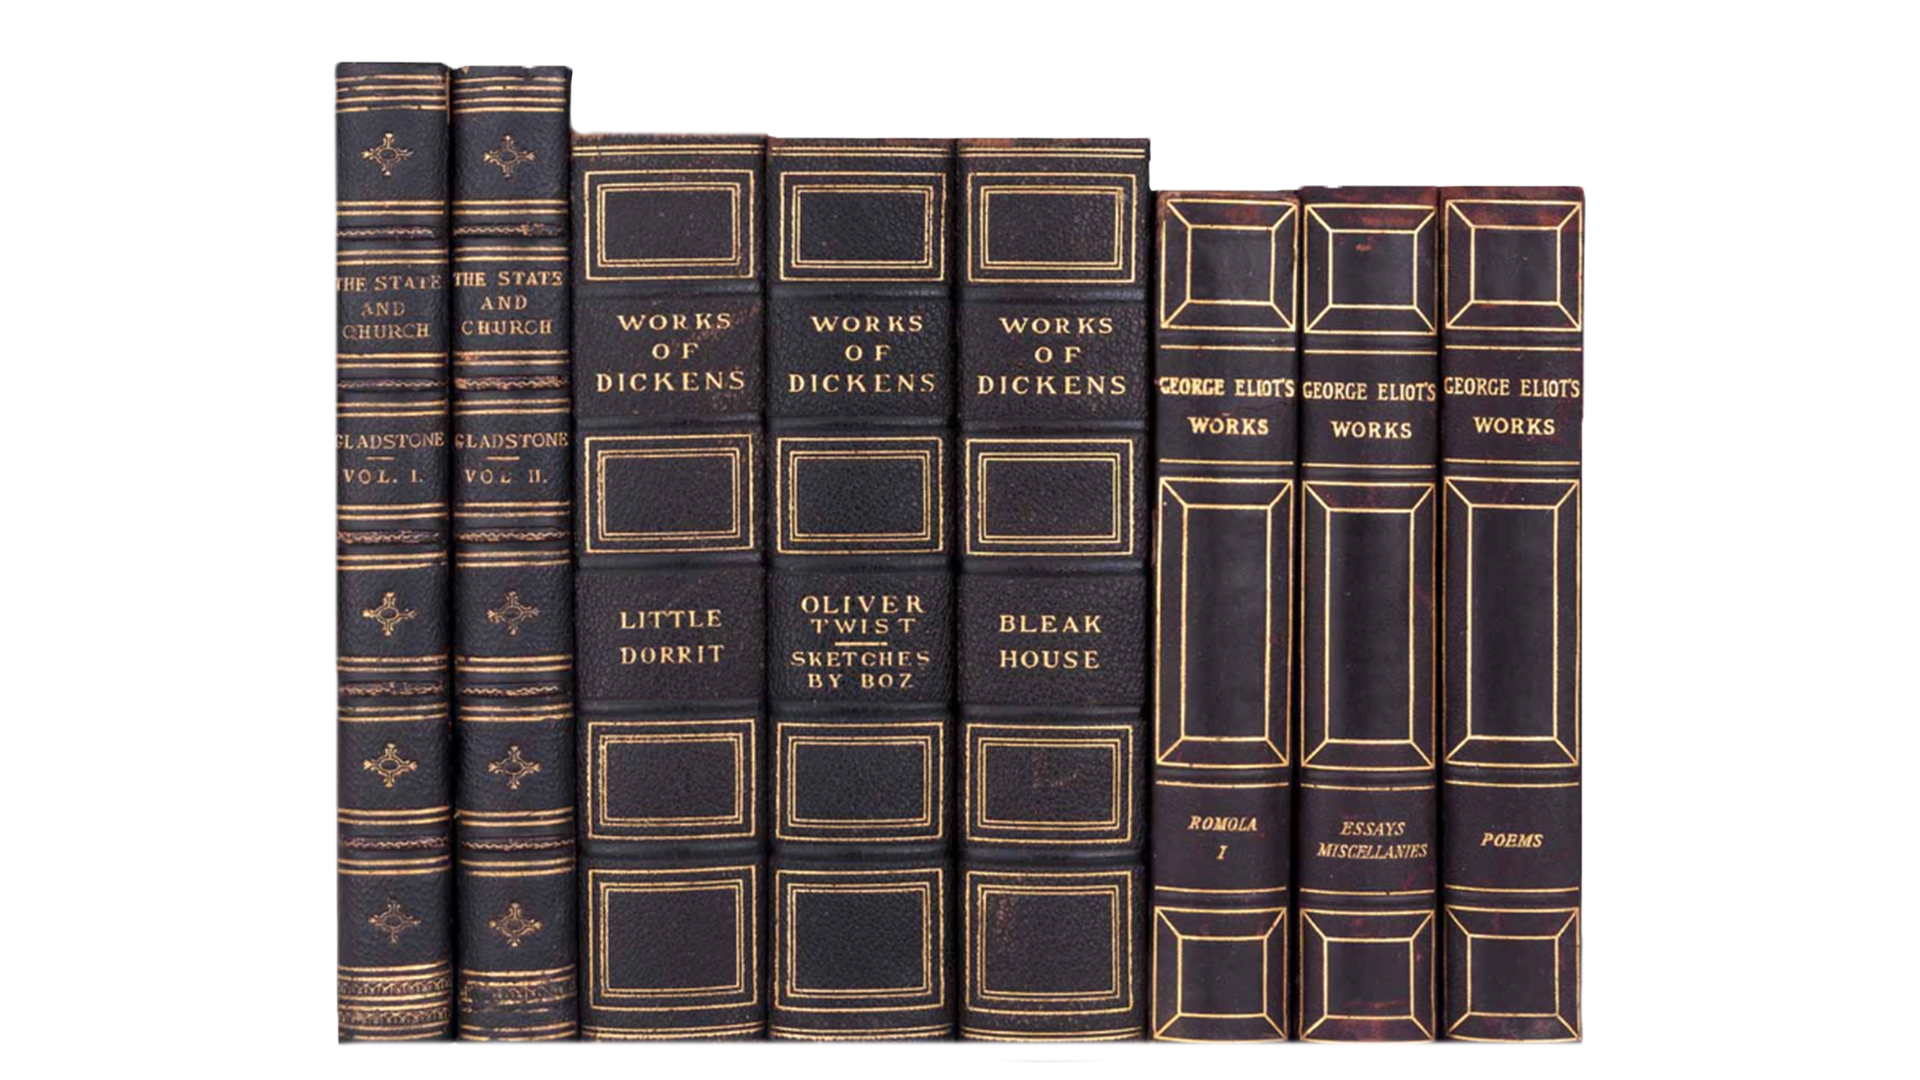 THE STATE
AND
CHURCH
GLADSTONE
VOL. I.
THE STATE
AND
CHURCH
GLADSTONE
VOL II.
WORKS
OF
DICKENS
LITTLE
DORRIT
WORKS
OF
DICKENS
OLIVER
TWIST
SKETCHES
BY BOZ
WORKS
OF
DICKENS
BLEAK
HOUSE
GEORGE ELIOT'S
WORKS
ROMOLA
I
GEORGE ELIOT'S
WORKS
ESSAYS
MISCELLANIES
GEORGE ELIOT'S
WORKS
POEMS